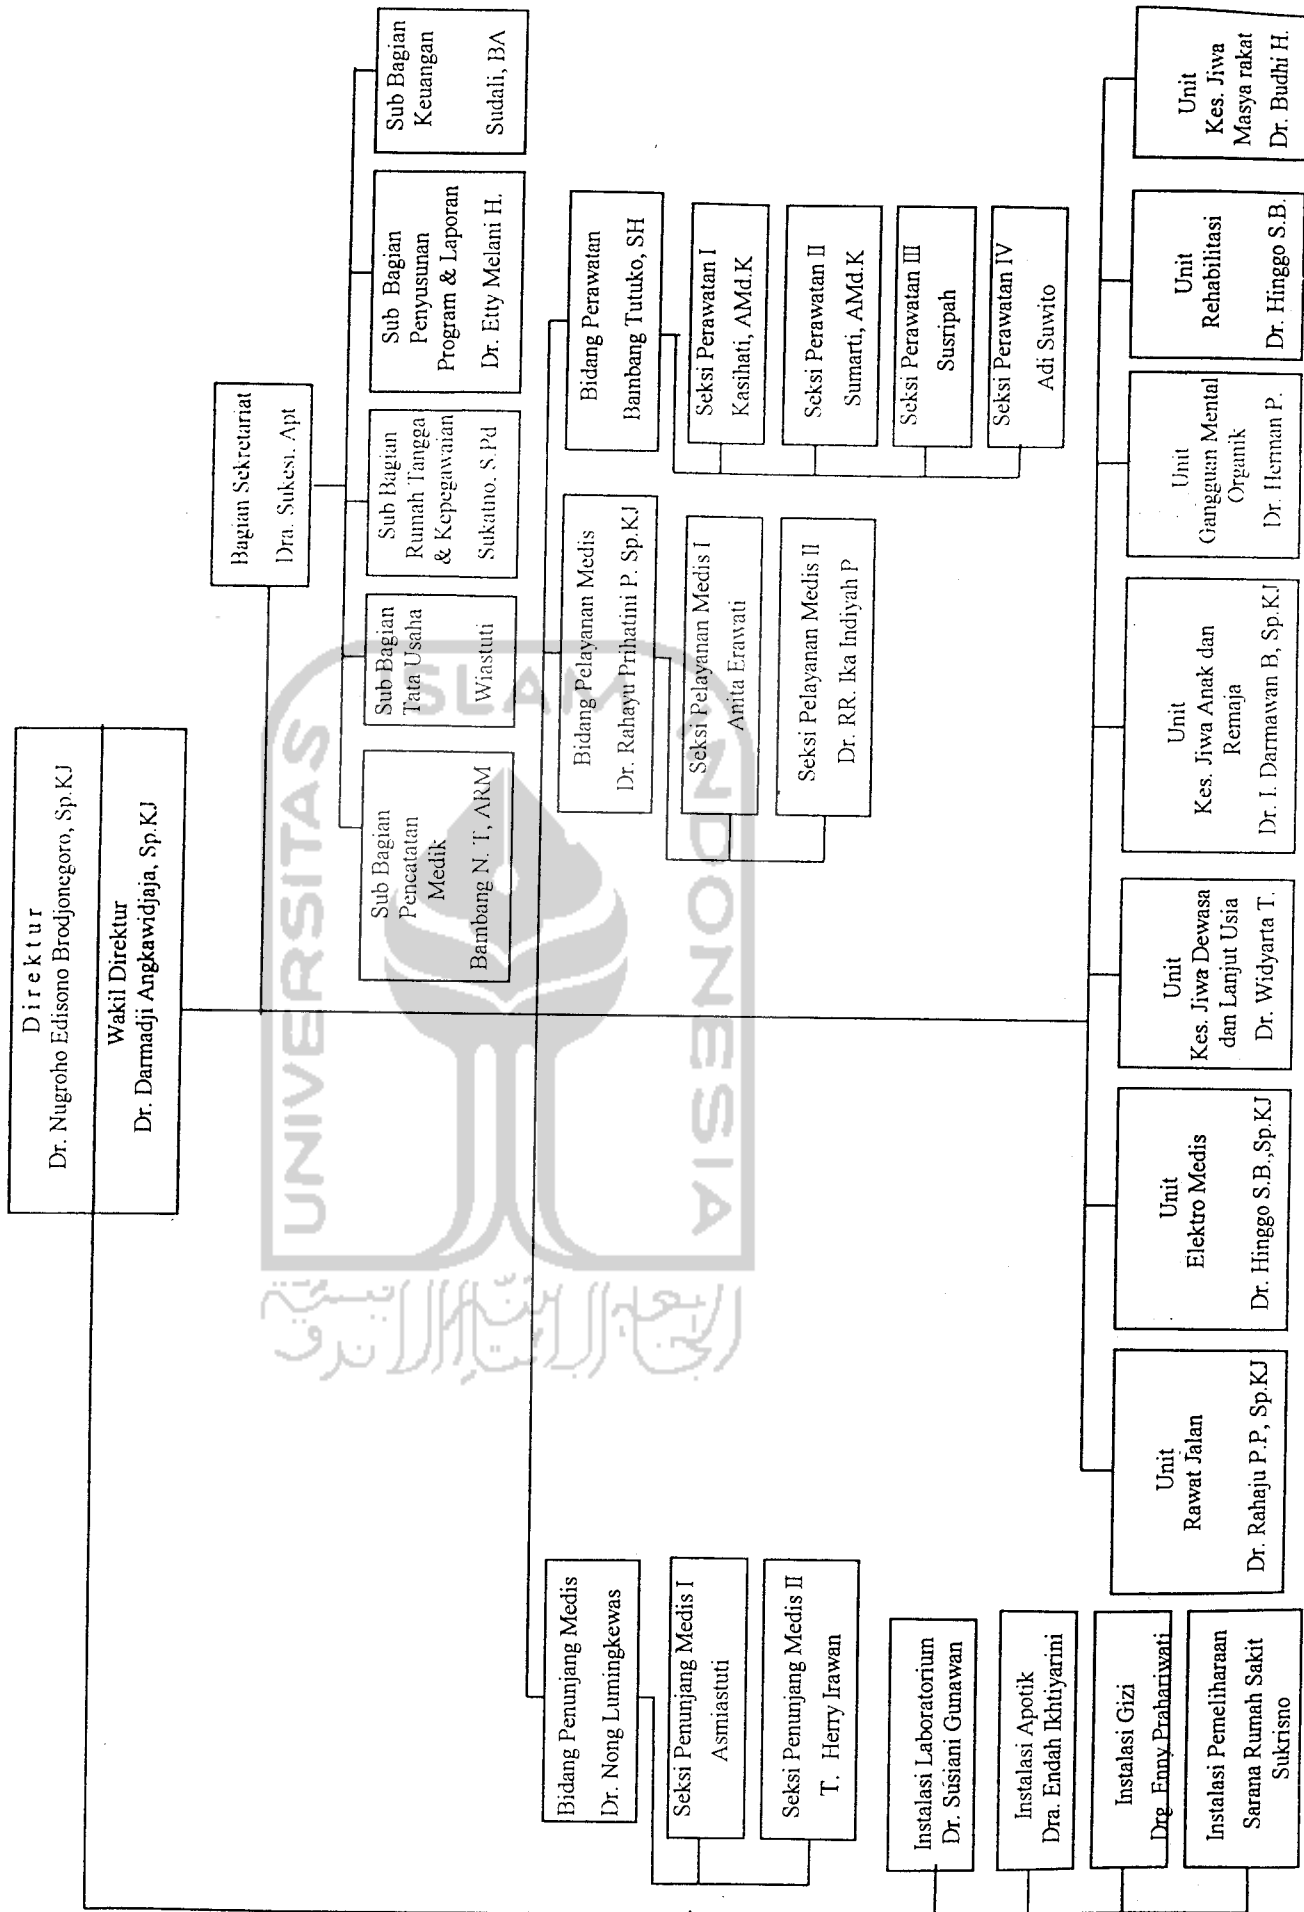 D i r e k t u r
Dr. Nugroho Edisono Brodjonegoro, Sp.KJ
Wakil Direktur
Dr. Darmadji Angkawidjaja, Sp.KJ
Bagian Sekretariat
Dra. Sukesi. Apt
Sub Bagian
Pencatatan
Medik
Bambang N. T, ARM
Sub Bagian
Tata Usaha
Wiastuti
Sub Bagian
Rumah Tangga
& Kepegawaian
Sukatno. S.Pd
Sub Bagian
Penyusunan
Program & Laporan
Dr. Etty Melani H.
Sub Bagian
Keuangan
Sudali, BA
Bidang Penunjang Medis
Dr. Nong Lumingkewas
Seksi Penunjang Medis I
Asmiastuti
Seksi Penunjang Medis II
T. Herry Irawan
Bidang Pelayanan Medis
Dr. Rahayu Prihatini P. Sp.KJ
Seksi Pelayanan Medis I
Anita Erawati
Seksi Pelayanan Medis II
Dr. RR. Ika Indiyah P
Bidang Perawatan
Bambang Tutuko, SH
Seksi Perawatan I
Kasihati, AMd.K
Seksi Perawatan II
Sumarti, AMd.K
Seksi Perawatan III
Susripah
Seksi Perawatan IV
Adi Suwito
Instalasi Laboratorium
Dr. Susiani Gunawan
Instalasi Apotik
Dra. Endah Ikhtiyarini
Instalasi Gizi
Drg. Enny Prahariwati
Instalasi Pemeliharaan
Sarana Rumah Sakit
Sukrisno
Unit
Rawat Jalan
Dr. Rahaju P.P, Sp.KJ
Unit
Elektro Medis
Dr. Hinggo S.B.,Sp.KJ
Unit
Kes. Jiwa Dewasa
dan Lanjut Usia
Dr. Widyarta T.
Unit
Kes. Jiwa Anak dan
Remaja
Dr. I. Darmawan B, Sp.KJ
Unit
Gangguan Mental
Organik
Dr. Herman P.
Unit
Rehabilitasi
Dr. Hinggo S.B.
Unit
Kes. Jiwa
Masya rakat
Dr. Budhi H.
UNIVERSITAS
ISLAM
INDONESIA